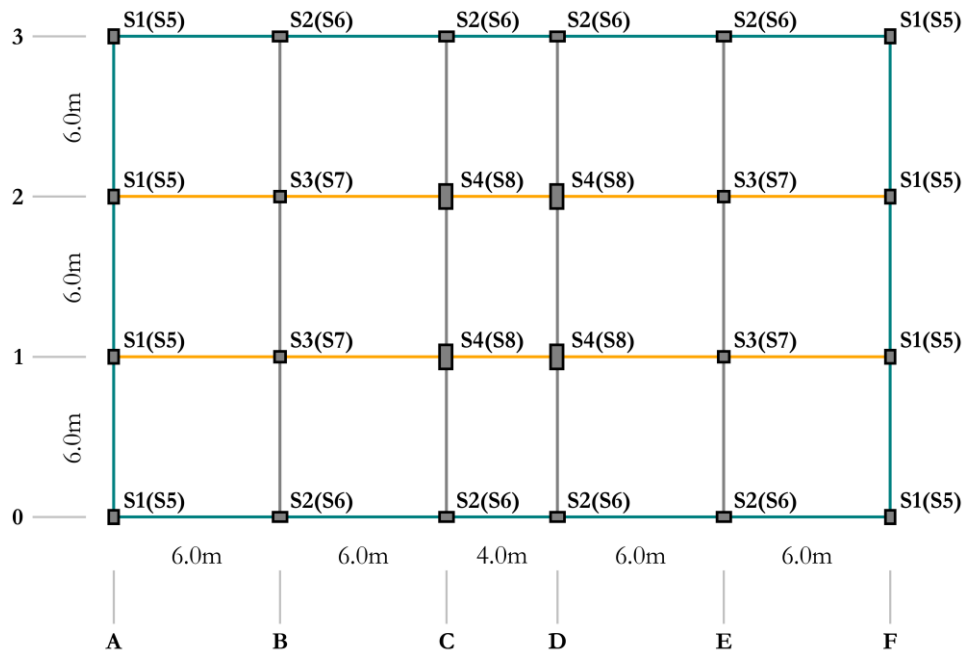 3 S1(S5) S2(S6) S2(S6) S2(S6) S2(S6) S1(S5)
6.0m
2 S1(S5) S3(S7) S4(S8) S4(S8) S3(S7) S1(S5)
6.0m
1 S1(S5) S3(S7) S4(S8) S4(S8) S3(S7) S1(S5)
6.0m
0 S1(S5) S2(S6) S2(S6) S2(S6) S2(S6) S1(S5)
6.0m 6.0m 4.0m 6.0m 6.0m
A B C D E F